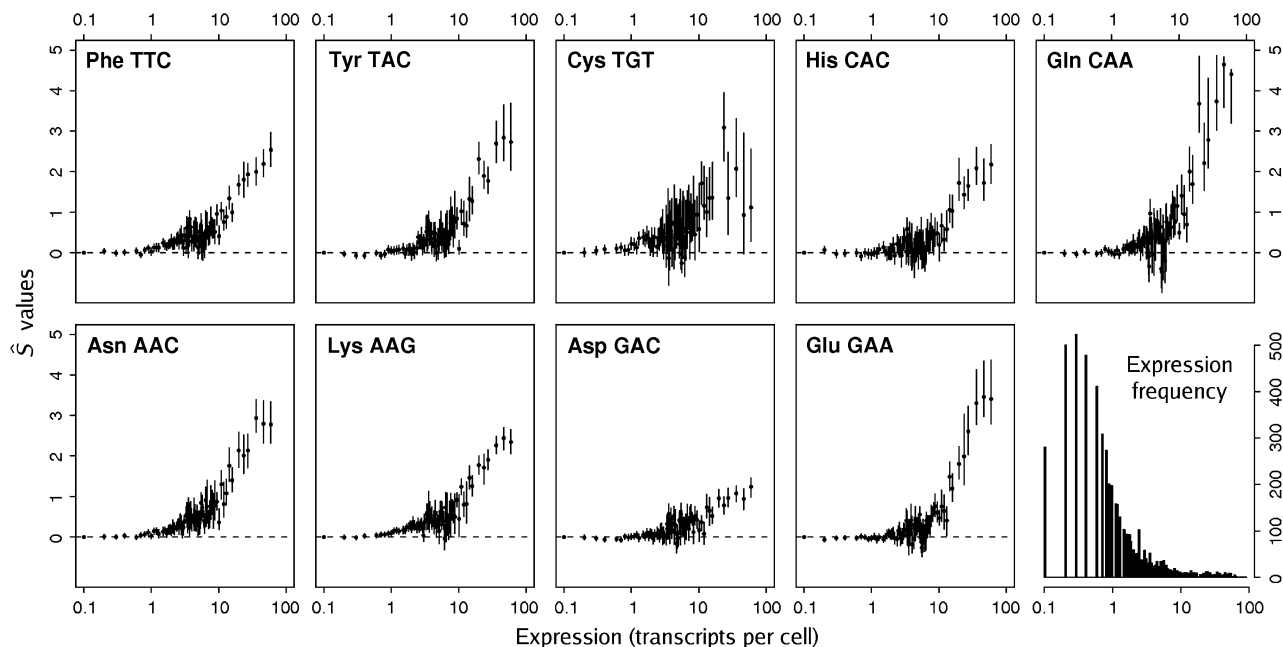 0.1 1 10 100 0.1 1 10 100 0.1 1 10 100 0.1 1 10 100 0.1 1 10 100
Phe TTC Tyr TAC Cys TGT His CAC Gln CAA
5 5
4 4
3 3
2 2
1 1
0 0
Ŝ values
Asn AAC Lys AAG Asp GAC Glu GAA
Expression
frequency
5 500
4 400
3 300
2 200
1 100
0 0
0.1 1 10 100 0.1 1 10 100 0.1 1 10 100 0.1 1 10 100 0.1 1 10 100
Expression (transcripts per cell)